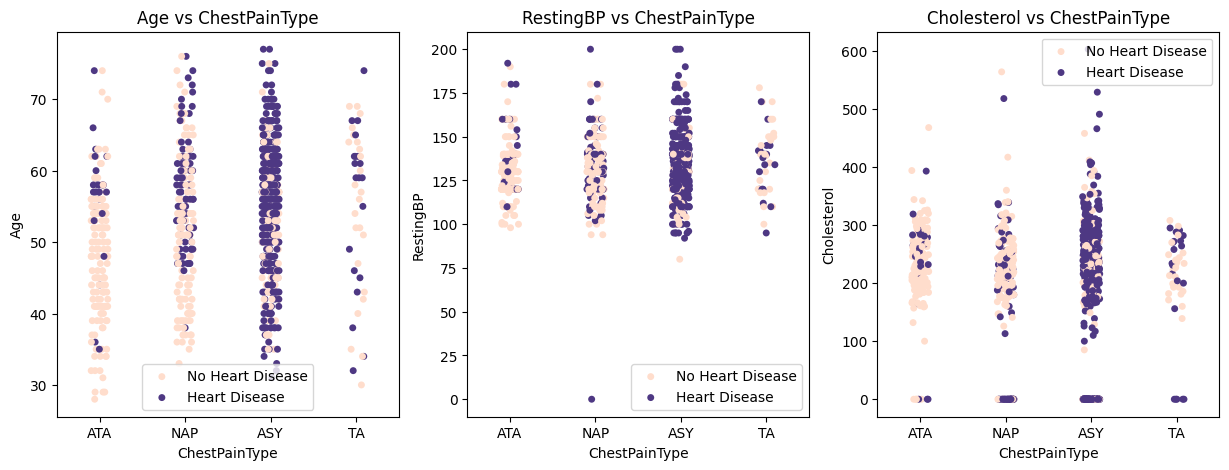 Age vs ChestPainType
Age
70
60
50
40
30
No Heart Disease
Heart Disease
ATA NAP ASY TA
ChestPainType
RestingBP vs ChestPainType
RestingBP
200
175
150
125
100
75
50
25
0
No Heart Disease
Heart Disease
ATA NAP ASY TA
ChestPainType
Cholesterol vs ChestPainType
Cholesterol
600
500
400
300
200
100
0
No Heart Disease
Heart Disease
ATA NAP ASY TA
ChestPainType